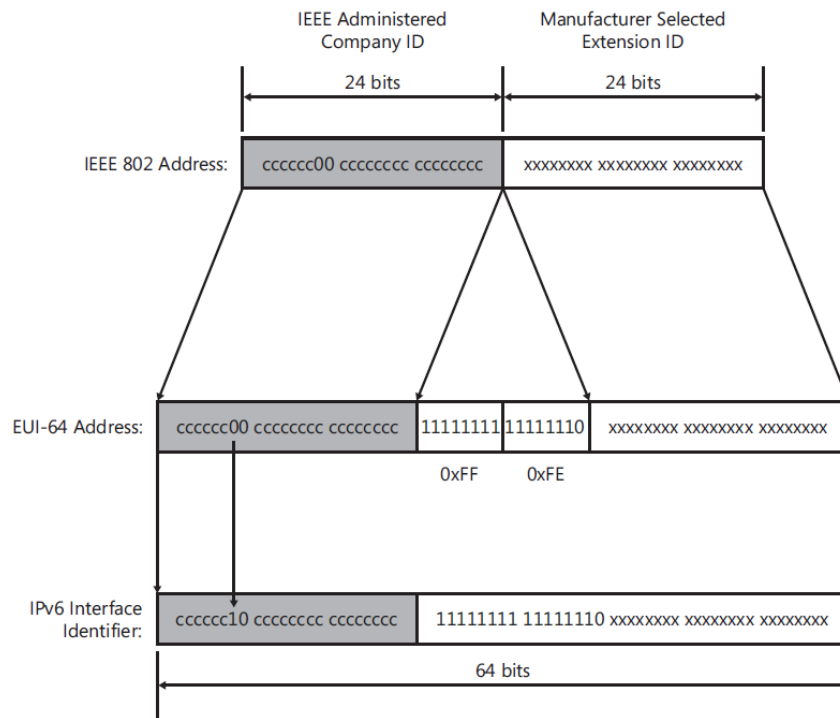 IEEE Administered
Company ID
Manufacturer Selected
Extension ID
24 bits
24 bits
IEEE 802 Address:
cccccc00 cccccccc cccccccc
xxxxxxxx xxxxxxxx xxxxxxxx
EUI-64 Address:
cccccc00 cccccccc cccccccc
11111111
11111110
xxxxxxxx xxxxxxxx xxxxxxxx
0xFF
0xFE
IPv6 Interface
Identifier:
cccccc10 cccccccc cccccccc
11111111 11111110 xxxxxxxx xxxxxxxx xxxxxxxx
64 bits